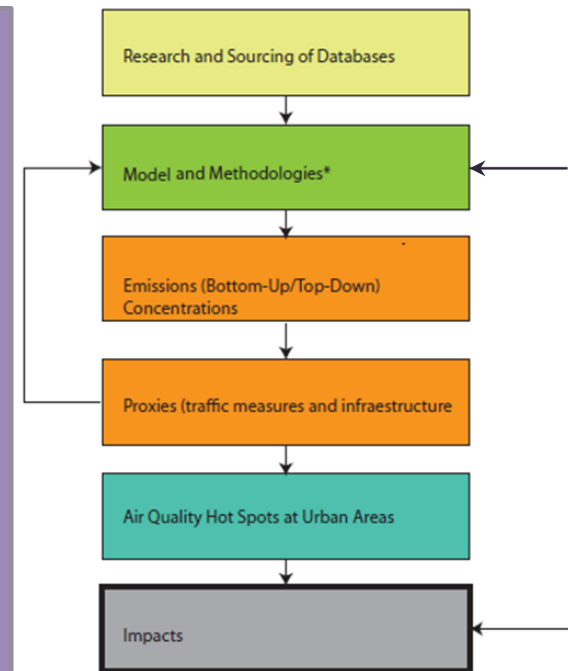 Research and Sourcing of Databases
Model and Methodologies*
Emissions (Bottom-Up/Top-Down)
Concentrations
Proxies (traffic measures and infraestructure
Air Quality Hot Spots at Urban Areas
Impacts